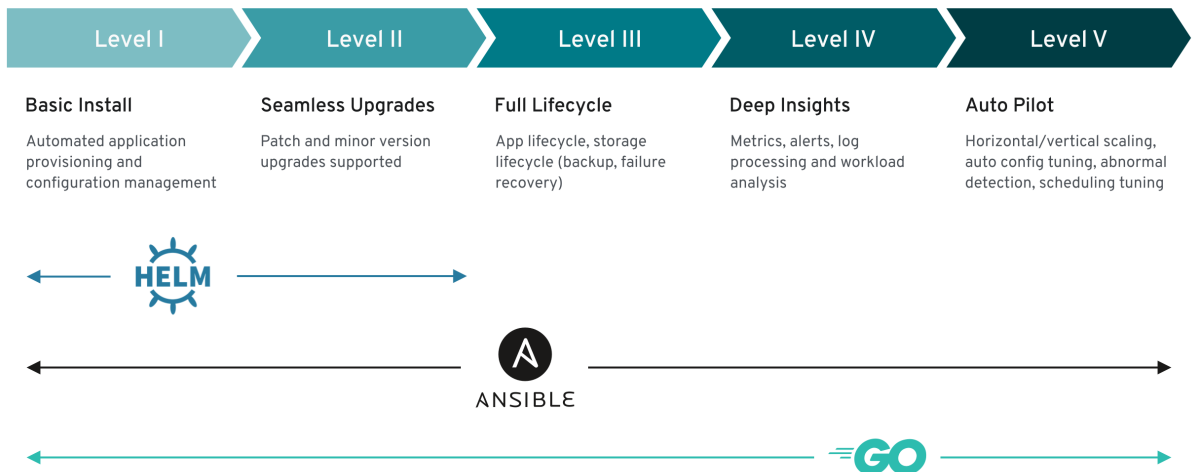 Level I
Level II
Level III
Level IV
Level V
Basic Install
Automated application
provisioning and
configuration management
Seamless Upgrades
Patch and minor version
upgrades supported
Full Lifecycle
App lifecycle, storage
lifecycle (backup, failure
recovery)
Deep Insights
Metrics, alerts, log
processing and workload
analysis
Auto Pilot
Horizontal/vertical scaling,
auto config tuning, abnormal
detection, scheduling tuning
HELM
A
ANSIBLE
GO